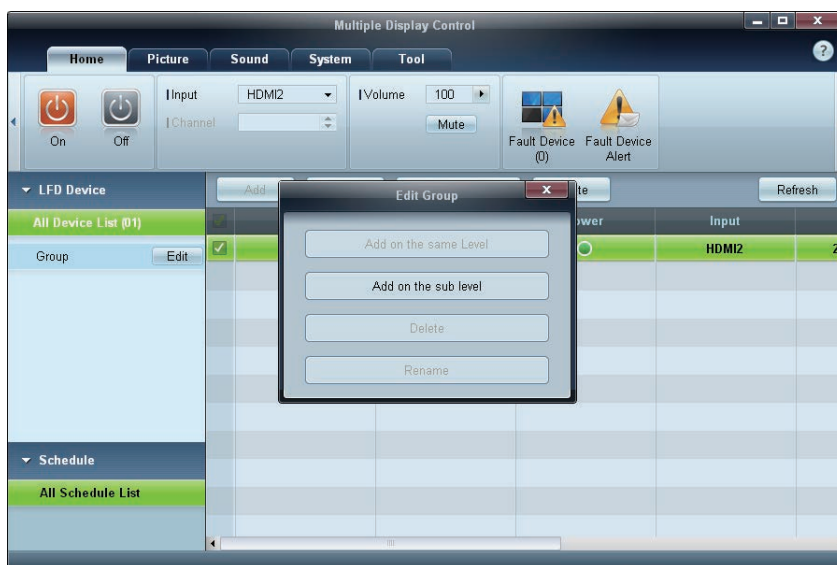 Multiple Display Control
Home Picture Sound System Tool ?
Input HDMI2 Volume 100
On Off Channel Mute Fault Device (0) Fault Device Alert
LFD Device Add Edit Group te Refresh
All Device List (01) ower Input
Group Edit Add on the same Level HDMI2 2
Add on the sub level
Delete
Rename
Schedule
All Schedule List